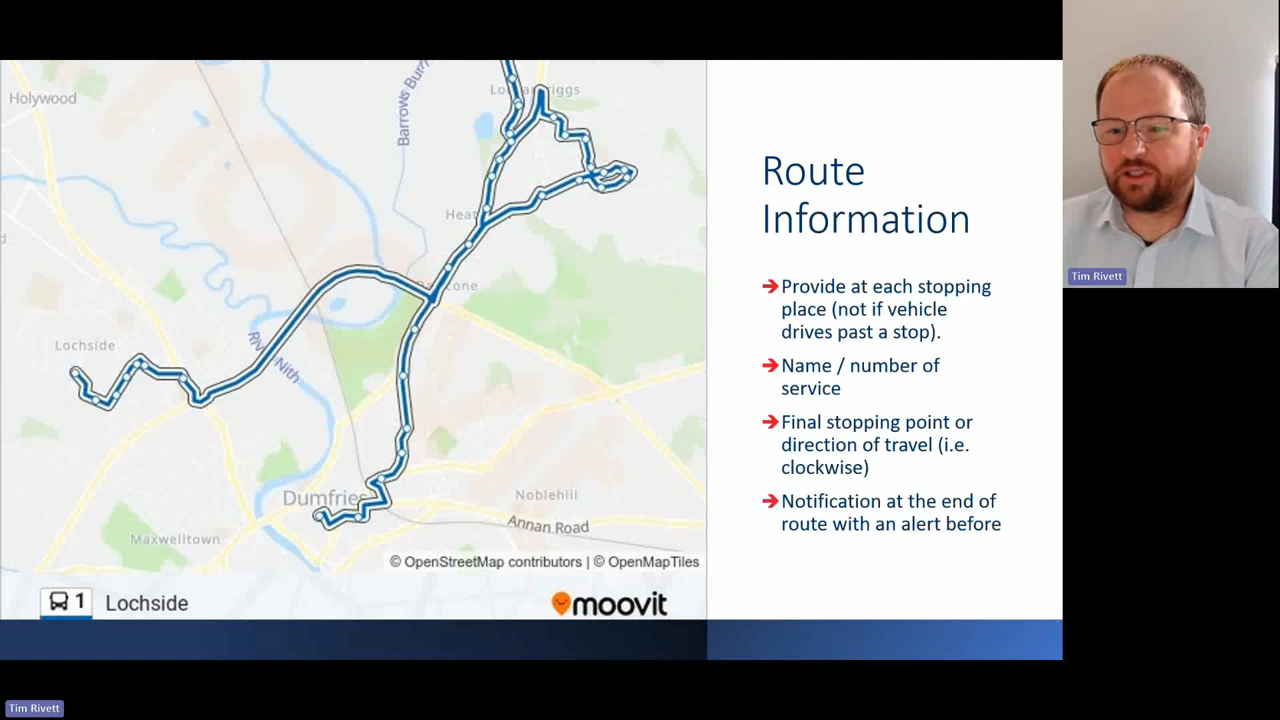 Holywood
Barrows Burn
Heat
Lochside
River Nith
Dumfries
Noblehill
Annan Road
Maxwelltown
© OpenStreetMap contributors | © OpenMapTiles
1 Lochside
moovit
Route
Information
Provide at each stopping
place (not if vehicle
drives past a stop).
Name / number of
service
Final stopping point or
direction of travel (i.e.
clockwise)
Notification at the end of
route with an alert before
Tim Rivett
Tim Rivett